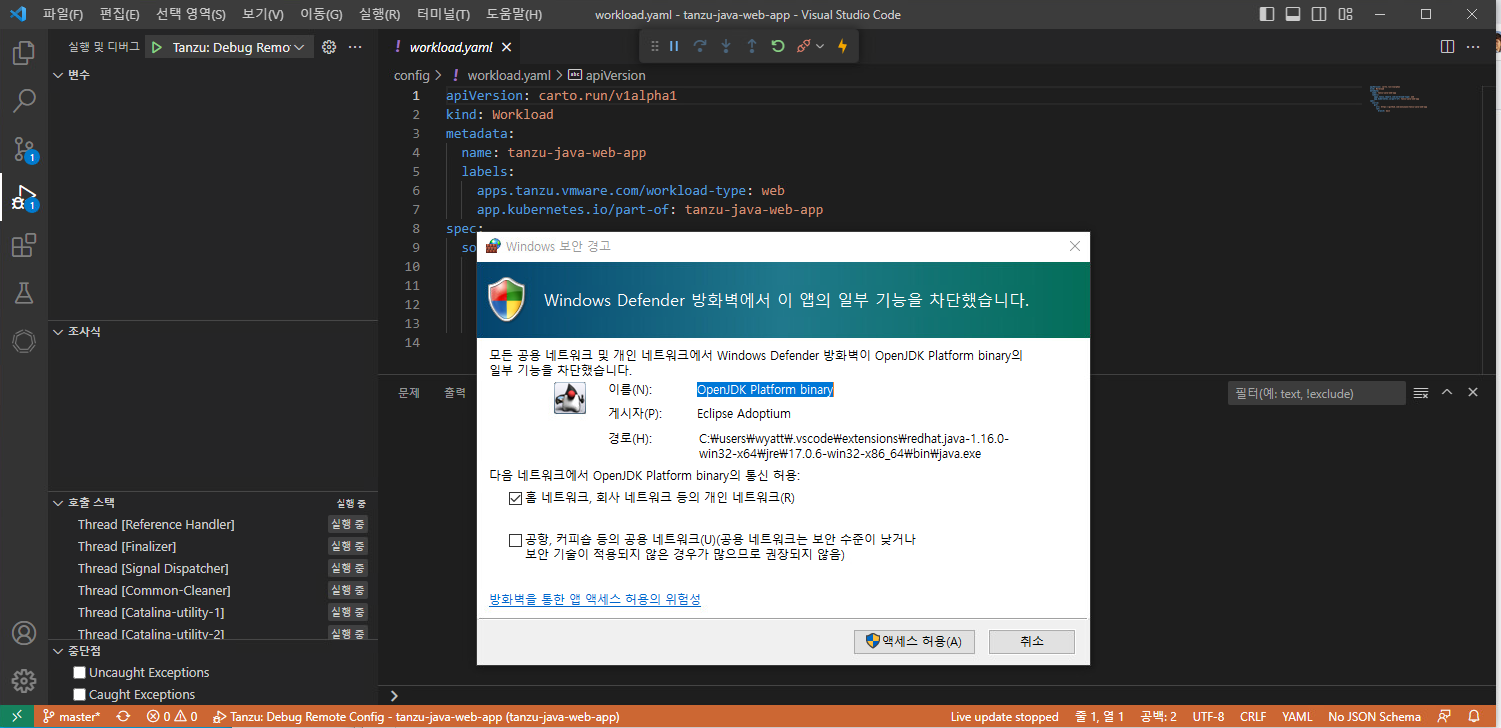 파일(F) 편집(E) 선택 영역(S) 보기(V) 이동(G) 실행(R) 터미널(T) 도움말(H) workload.yaml - tanzu-java-web-app - Visual Studio Code
실행 및 디버그 Tanzu: Debug Remo
변수
조사식
호출 스택 실행 중
Thread [Reference Handler] 실행 중
Thread [Finalizer] 실행 중
Thread [Signal Dispatcher] 실행 중
Thread [Common-Cleaner] 실행 중
Thread [Catalina-utility-1] 실행 중
Thread [Catalina-utility-2] 실행 중
중단점
Uncaught Exceptions
Caught Exceptions
1
1
! workload.yaml
config > ! workload.yaml > abc apiVersion
1 apiVersion: carto.run/v1alpha1
2 kind: Workload
3 metadata:
4 name: tanzu-java-web-app
5 labels:
6 apps.tanzu.vmware.com/workload-type: web
7 app.kubernetes.io/part-of: tanzu-java-web-app
8 spec:
9 so
10
11
12
13
14
문제 출력 필터(예: text, !exclude)
Windows 보안 경고
Windows Defender 방화벽에서 이 앱의 일부 기능을 차단했습니다.
모든 공용 네트워크 및 개인 네트워크에서 Windows Defender 방화벽이 OpenJDK Platform binary의
일부 기능을 차단했습니다.
이름(N): OpenJDK Platform binary
게시자(P): Eclipse Adoptium
경로(H): C:₩users₩wyatt₩.vscode₩extensions₩redhat.java-1.16.0-
win32-x64₩jre₩17.0.6-win32-x86_64₩bin₩java.exe
다음 네트워크에서 OpenJDK Platform binary의 통신 허용:
홈 네트워크, 회사 네트워크 등의 개인 네트워크(R)
공항, 커피숍 등의 공용 네트워크(U)(공용 네트워크는 보안 수준이 낮거나
보안 기술이 적용되지 않은 경우가 많으므로 권장되지 않음)
방화벽을 통한 앱 액세스 허용의 위험성
액세스 허용(A) 취소
master* 0 0 Tanzu: Debug Remote Config - tanzu-java-web-app (tanzu-java-web-app) Live update stopped 줄 1, 열 1 공백: 2 UTF-8 CRLF YAML No JSON Schema